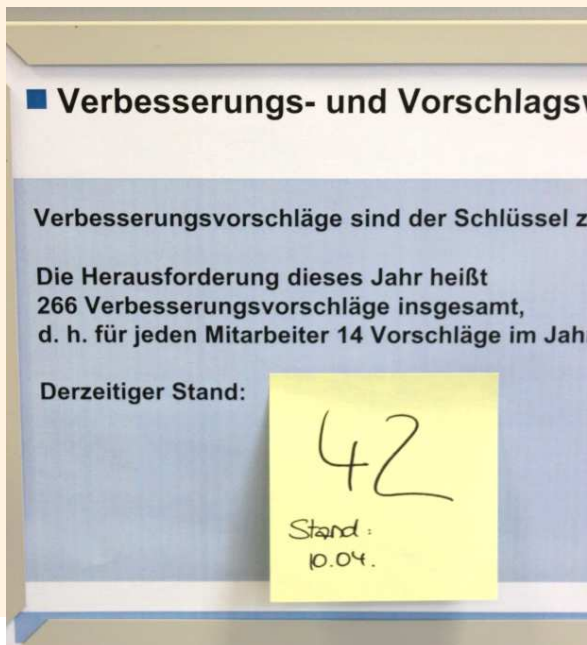 Verbesserungs- und Vorschlagsw
Verbesserungsvorschläge sind der Schlüssel z
Die Herausforderung dieses Jahr heißt
266 Verbesserungsvorschläge insgesamt,
d. h. für jeden Mitarbeiter 14 Vorschläge im Jah
Derzeitiger Stand:
42
Stand:
10.04.